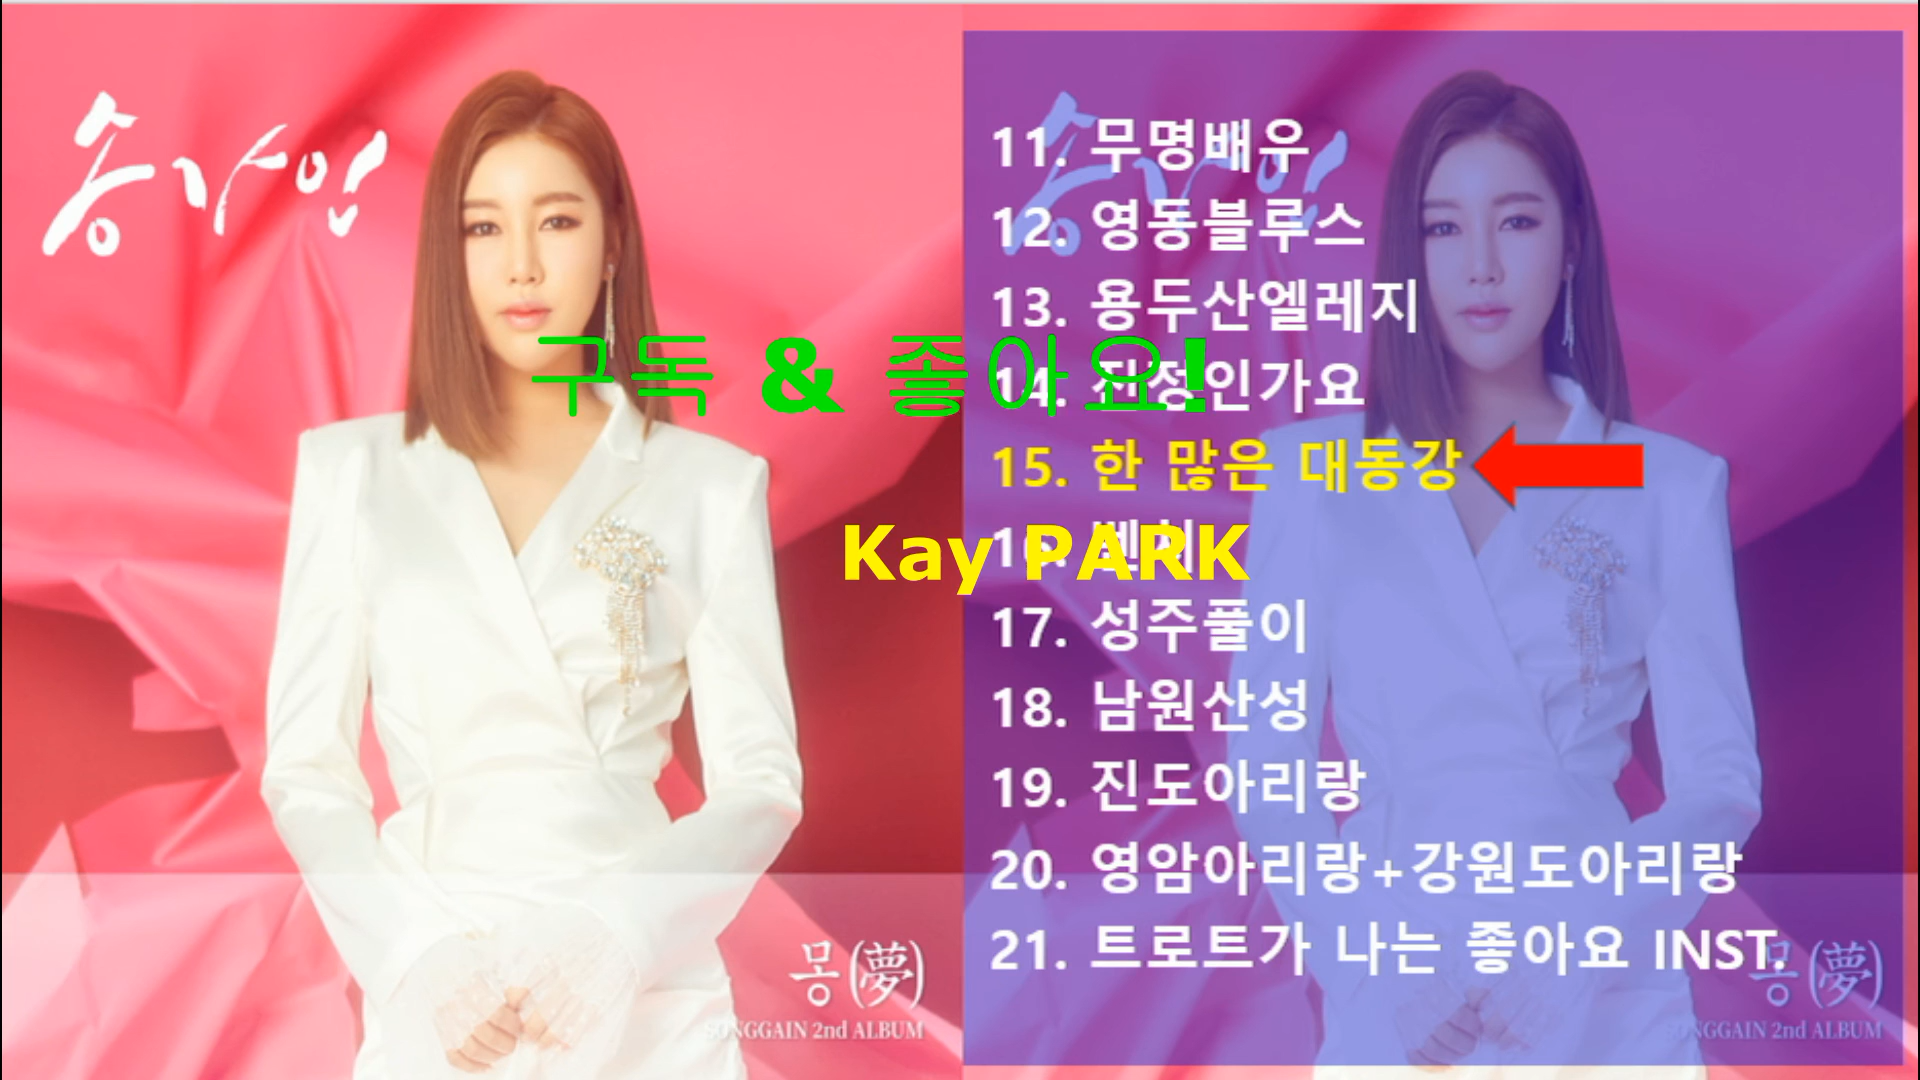 송가인
몽(夢)
SONGGAIN 2nd ALBUM
구독 & 좋아요!
Kay PARK
11. 무명배우
12. 영동블루스
13. 용두산엘레지
14. 진정인가요
15. 한 많은 대동강
16.
17. 성주풀이
18. 남원산성
19. 진도아리랑
20. 영암아리랑+강원도아리랑
21. 트로트가 나는 좋아요 INST.
송가인
몽(夢)
SONGGAIN 2nd ALBUM